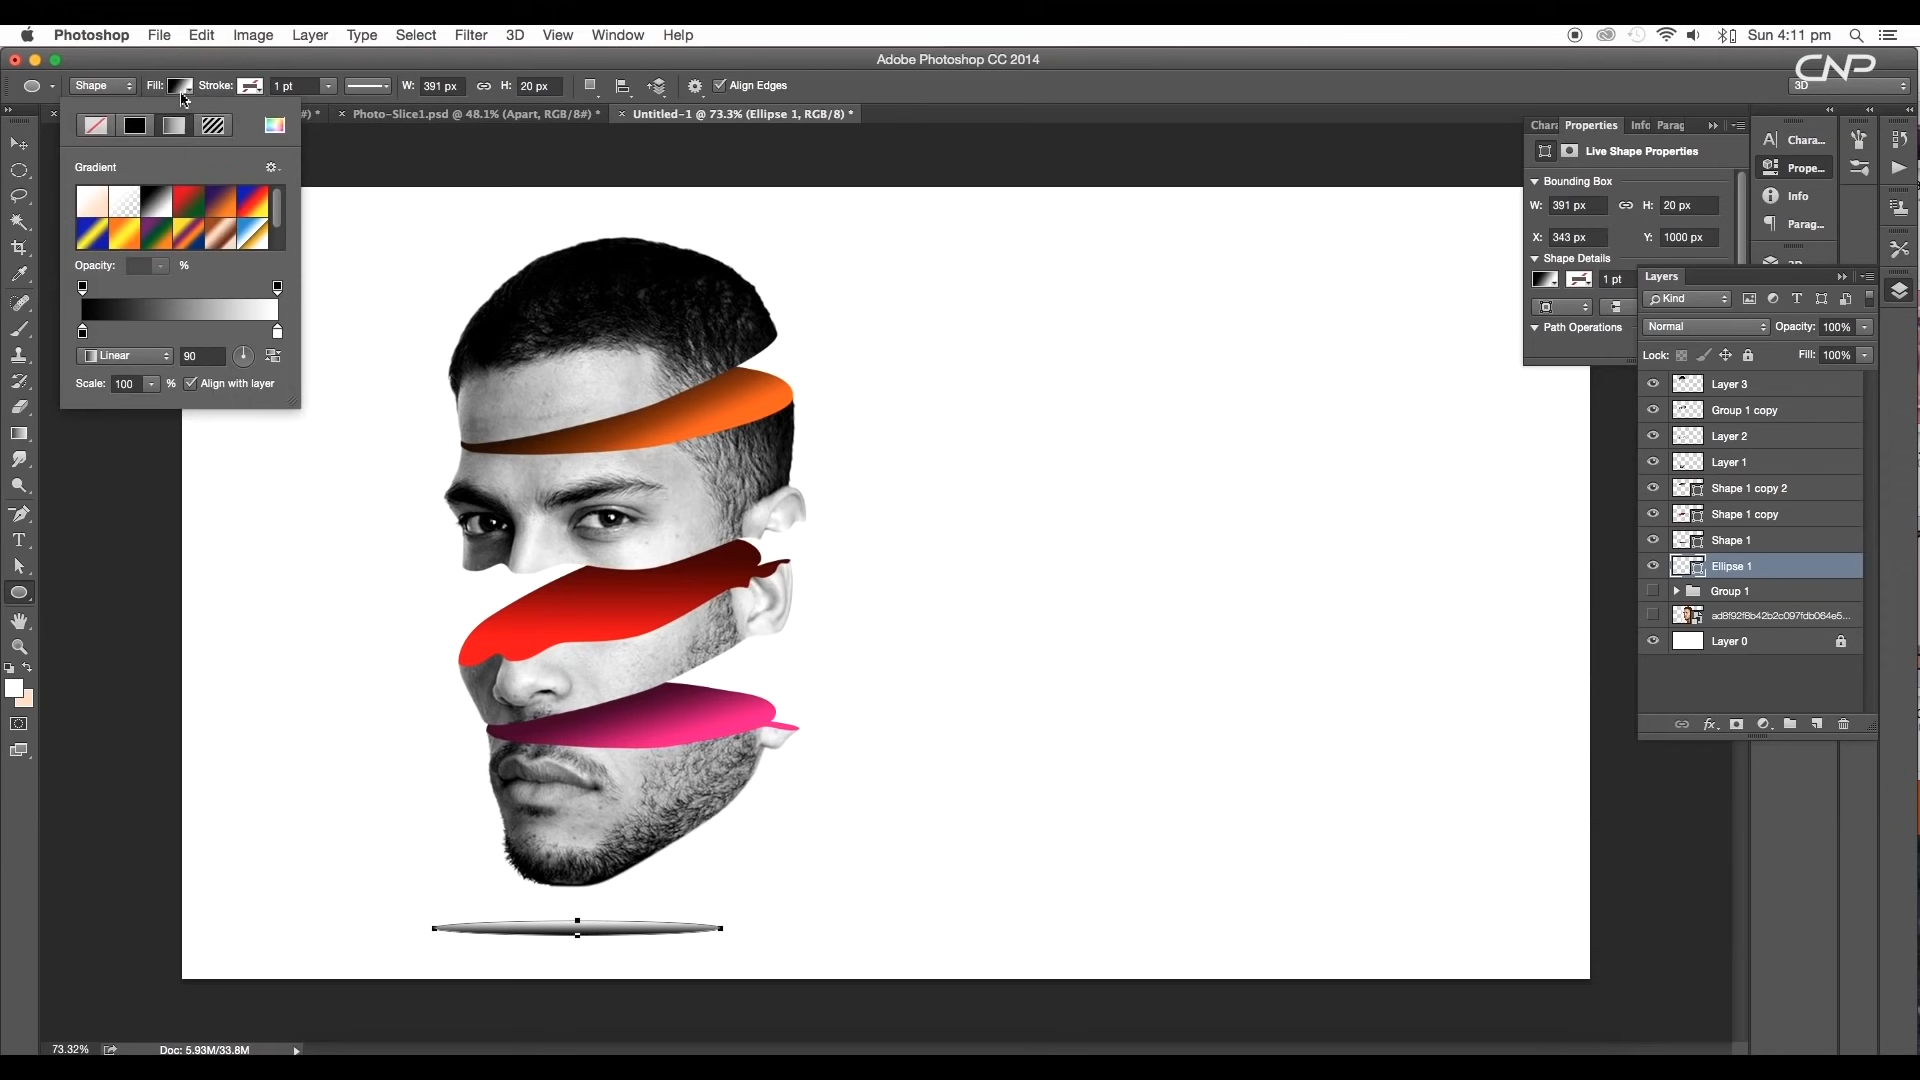 Photoshop File Edit Image Layer Type Select Filter 3D View Window Help Sun 4:11 pm
Adobe Photoshop CC 2014
CNP
Shape Fill: Stroke: 1 pt W: 391 px H: 20 px Align Edges 3D
#) * × Photo-Slice1.psd @ 48.1% (Apart, RGB/8#) * × Untitled-1 @ 73.3% (Ellipse 1, RGB/8) *
Gradient
Opacity: %
Linear 90
Scale: 100 % Align with layer
Chara Properties Info Parag
Live Shape Properties
Bounding Box
W: 391 px H: 20 px
X: 343 px Y: 1000 px
Shape Details
1 pt
Path Operations
Chara...
Prope...
Info
Parag...
Layers
Kind
Normal Opacity: 100%
Lock: Fill: 100%
Layer 3
Group 1 copy
Layer 2
Layer 1
Shape 1 copy 2
Shape 1 copy
Shape 1
Ellipse 1
Group 1
ad8f92f8b42b2c097fdb064e5...
Layer 0
fx
73.32% Doc: 5.93M/33.8M